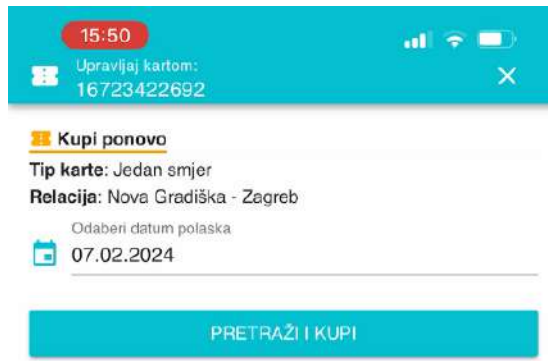 15:50
Upravljaj kartom:
16723422692
Kupi ponovo
Tip karte: Jedan smjer
Relacija: Nova Gradiška - Zagreb
Odaberi datum polaska
07.02.2024
PRETRAŽI I KUPI